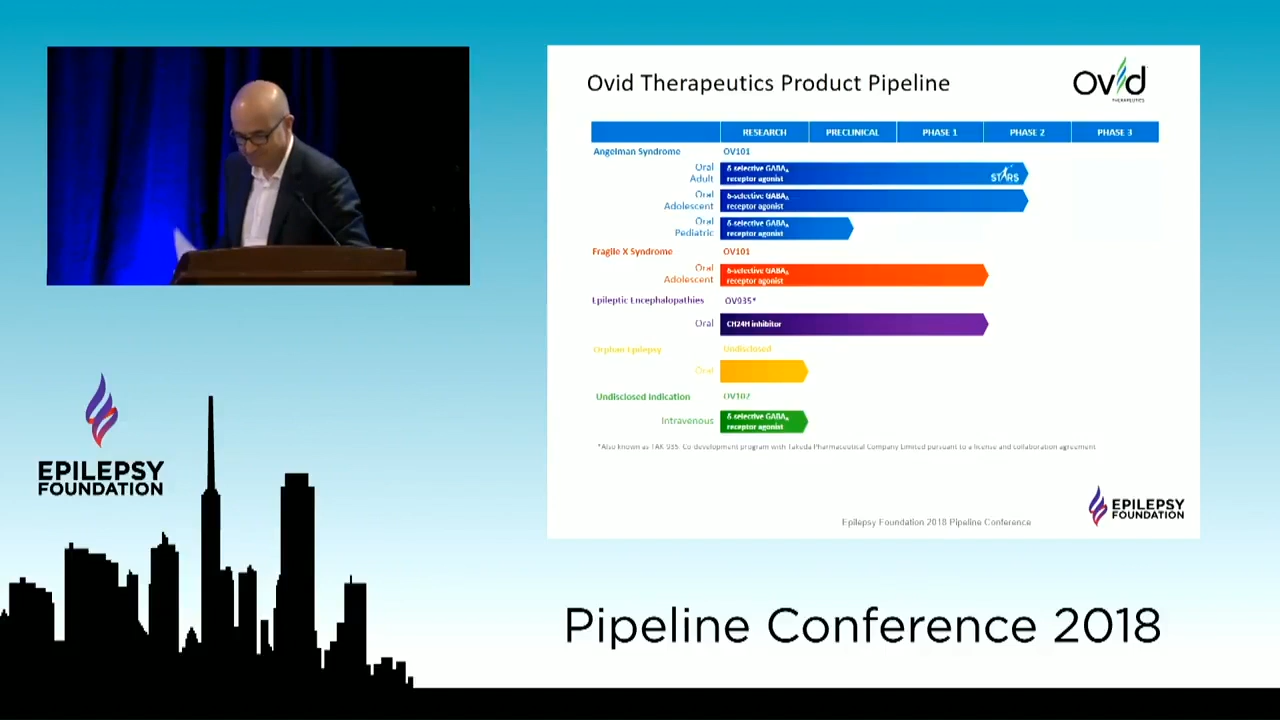 Ovid Therapeutics Product Pipeline
ovid
THERAPEUTICS
RESEARCH PRECLINICAL PHASE 1 PHASE 2 PHASE 3
Angelman Syndrome OV101
Oral
Adult
δ-selective GABAA
receptor agonist
STARS
Oral
Adolescent
δ-selective GABAA
receptor agonist
Oral
Pediatric
δ-selective GABAA
receptor agonist
Fragile X Syndrome OV101
Oral
Adolescent
δ-selective GABAA
receptor agonist
Epileptic Encephalopathies OV935*
Oral CH24H inhibitor
Orphan Epilepsy Undisclosed
Oral
Undisclosed Indication OV102
Intravenous
δ-selective GABAA
receptor agonist
*Also known as TAK 935. Co development program with Takeda Pharmaceutical Company Limited pursuant to a license and collaboration agreement
Epilepsy Foundation 2018 Pipeline Conference
EPILEPSY
FOUNDATION
EPILEPSY
FOUNDATION
Pipeline Conference 2018